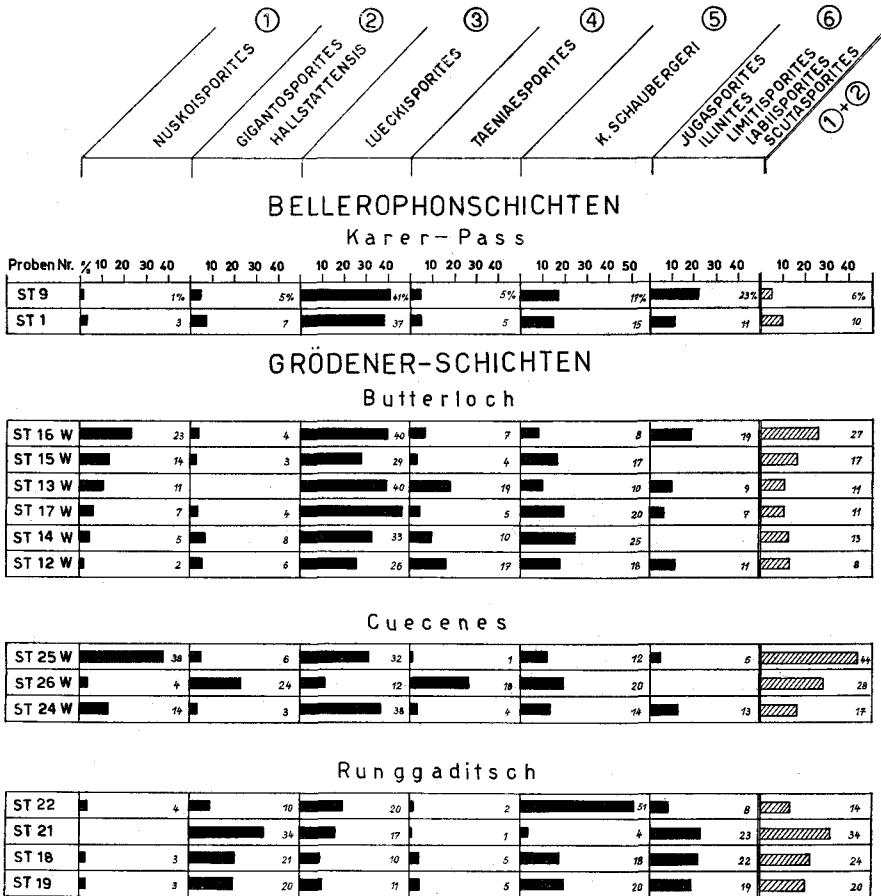 ① ② ③ ④ ⑤ ⑥
NUSKOISPORITES
GIGANTOSPORITES
HALLSTATTENSIS
LUECKISPORITES
TAENIAESPORITES
K. SCHAUBERGERI
JUGASPORITES
ILLINITES
LIMITISPORITES
LABIISPORITES
SCUTASPORITES
①+②
BELLEROPHONSCHICHTEN
Karer-Pass
Proben Nr. % 10 20 30 40 10 20 30 40 10 20 30 40 10 20 30 40 10 20 30 40 50 10 20 30 40 10 20 30 40
ST 9 1% 5% 41% 5% 17% 23% 6%
ST 1 3 7 37 5 15 11 10
GRÖDENER-SCHICHTEN
Butterloch
ST 16 W 23 4 40 7 8 19 27
ST 15 W 14 3 29 4 17 17
ST 13 W 11 40 19 10 9 11
ST 17 W 7 4 5 20 7 11
ST 14 W 5 8 33 10 25 13
ST 12 W 2 6 26 17 18 11 8
Cuecenes
ST 25 W 38 6 32 1 12 5 44
ST 26 W 4 24 12 18 20 28
ST 24 W 14 3 38 4 14 13 17
Runggaditsch
ST 22 4 10 20 2 51 8 14
ST 21 34 17 1 4 23 34
ST 18 3 21 10 5 18 22 24
ST 19 3 20 11 5 20 19 20